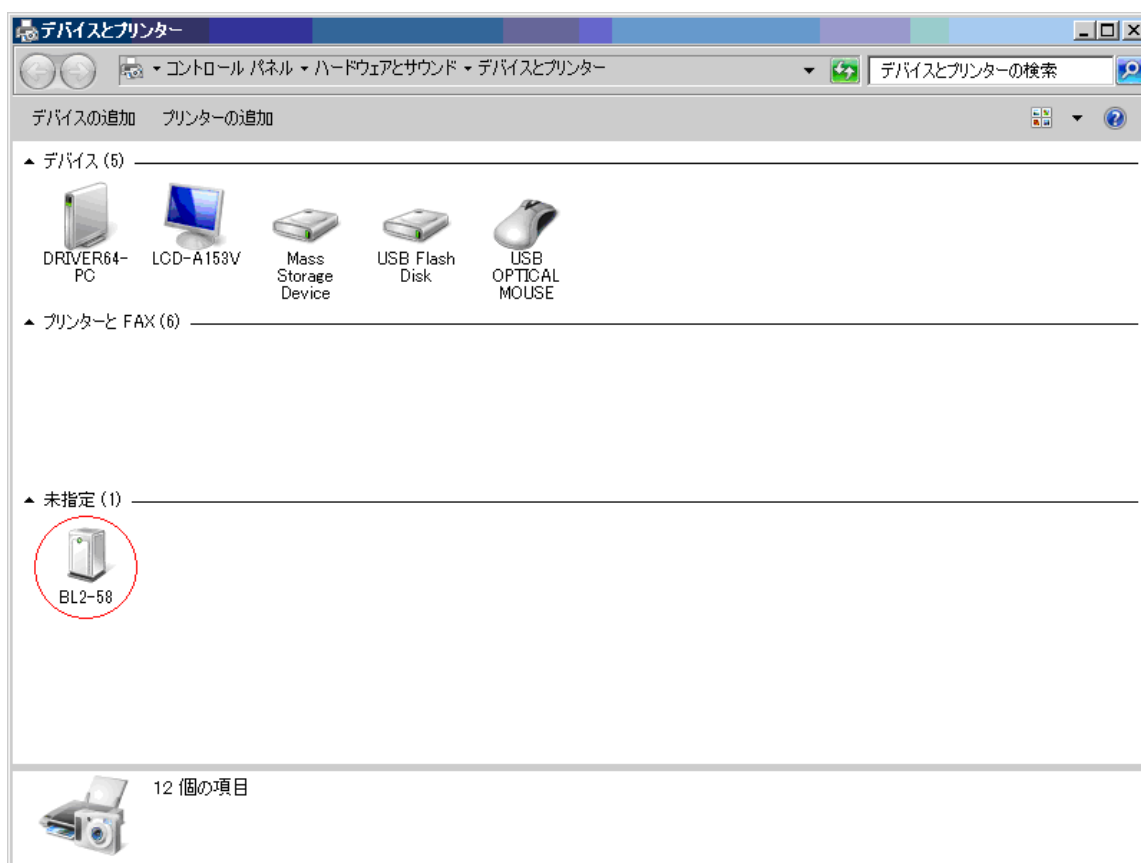 デバイスとプリンター
コントロール パネル ハードウェアとサウンド デバイスとプリンター デバイスとプリンターの検索
デバイスの追加 プリンターの追加
デバイス (5)
DRIVER64-PC
LCD-A153V
Mass Storage Device
USB Flash Disk
USB OPTICAL MOUSE
プリンターと FAX (6)
未指定 (1)
BL2-58
12 個の項目